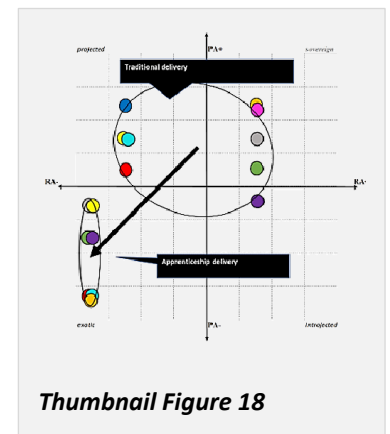 projected PA+ sovereign
Traditional delivery
RA- RA-
Apprenticeship delivery
exotic PA- Introjected
Thumbnail Figure 18